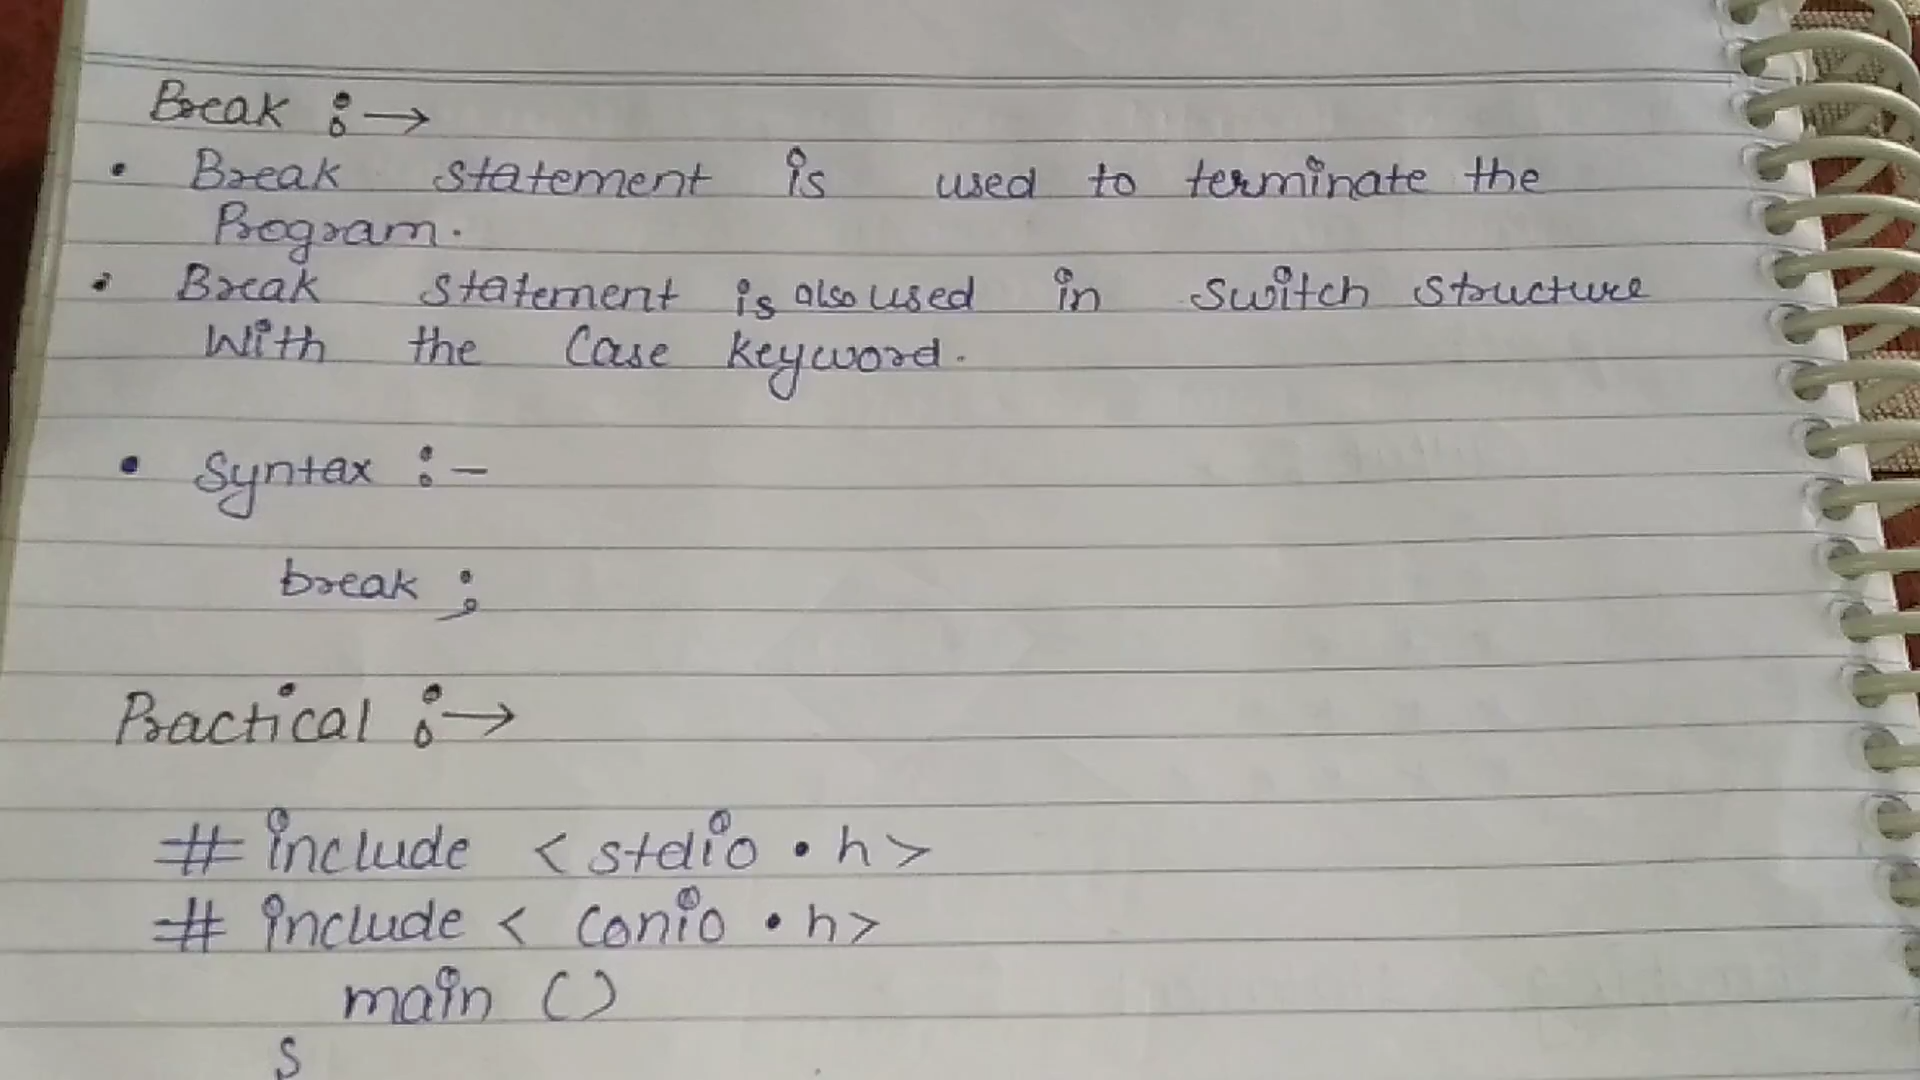 Break :→
• Break statement is used to terminate the
Program.
• Break statement is also used in switch structure
With the Case keyword.
• Syntax :-
break ;
Practical :→
# include < stdio . h>
# include < conio . h>
main ()